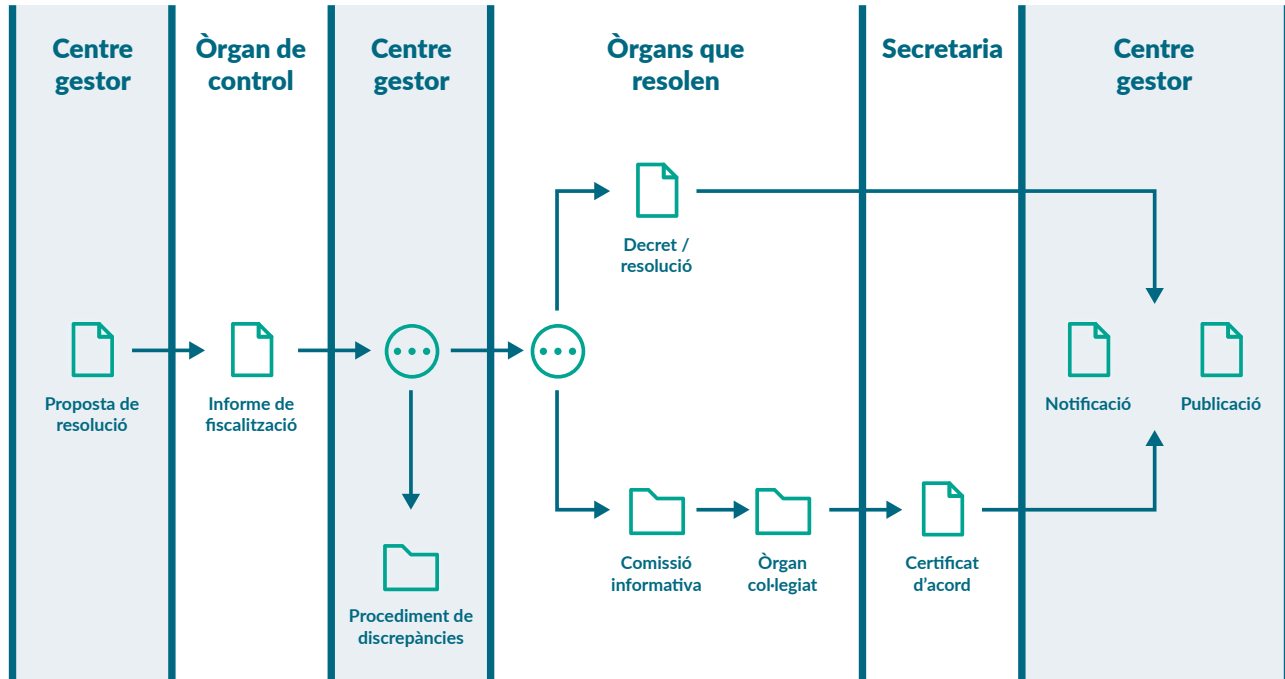 Centre
gestor
Òrgan de
control
Centre
gestor
Òrgans que
resolen
Secretaria
Centre
gestor
Decret /
resolució
Proposta de
resolució
Informe de
fiscalització
Notificació
Publicació
Procediment de
discrepàncies
Comissió
informativa
Òrgan
col·legiat
Certificat
d’acord